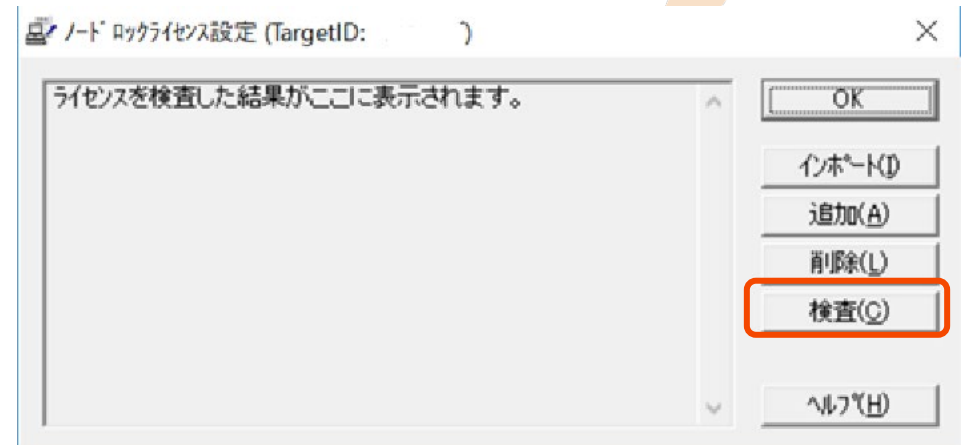 ノードロックライセンス設定 (TargetID: )
ライセンスを検査した結果がここに表示されます。
OK
インポート(I)
追加(A)
削除(L)
検査(C)
ヘルプ(H)